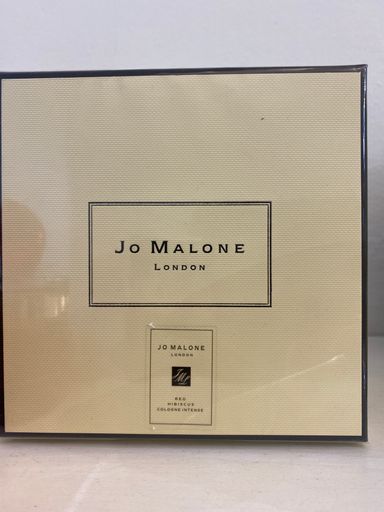 JO MALONE
LONDON
JO MALONE
LONDON
RED
HIBISCUS
COLOGNE INTENSE